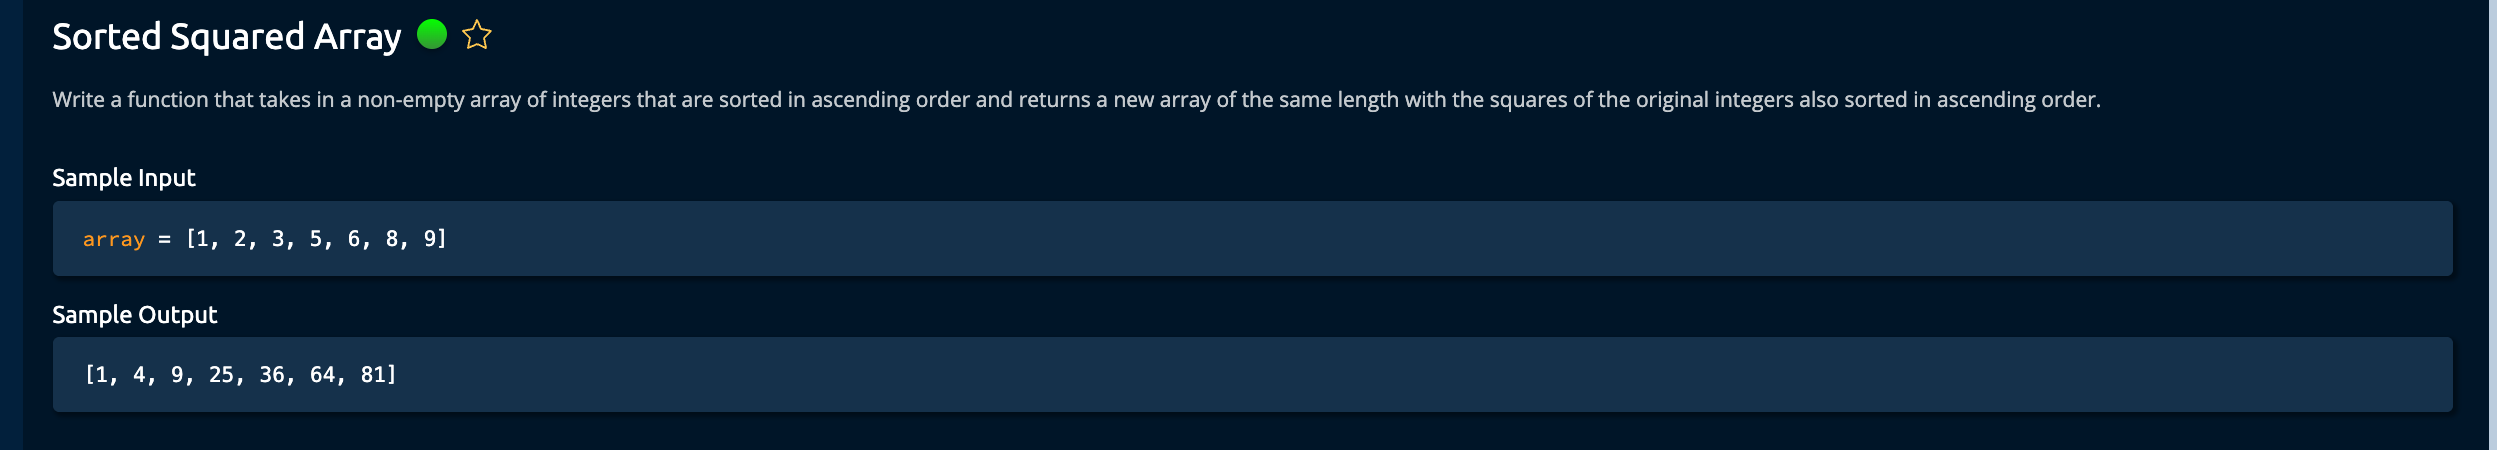 Sorted Squared Array
Write a function that takes in a non-empty array of integers that are sorted in ascending order and returns a new array of the same length with the squares of the original integers also sorted in ascending order.
Sample Input
array = [1, 2, 3, 5, 6, 8, 9]
Sample Output
[1, 4, 9, 25, 36, 64, 81]